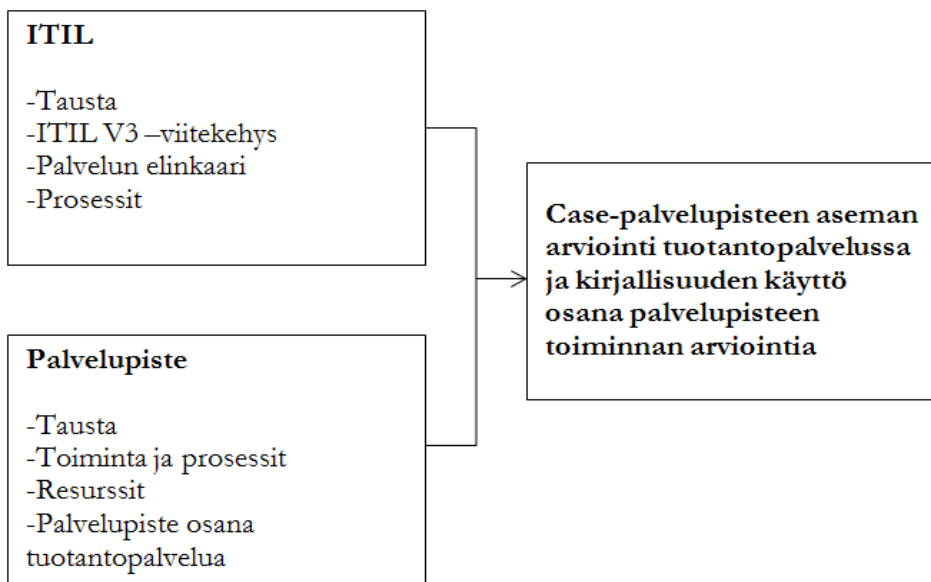 ITIL
-Tausta
-ITIL V3 –viitekehys
-Palvelun elinkaari
-Prosessit
Palvelupiste
-Tausta
-Toiminta ja prosessit
-Resurssit
-Palvelupiste osana
tuotantopalvelua
Case-palvelupisteen aseman
arviointi tuotantopalvelussa
ja kirjallisuuden käyttö
osana palvelupisteen
toiminnan arviointia